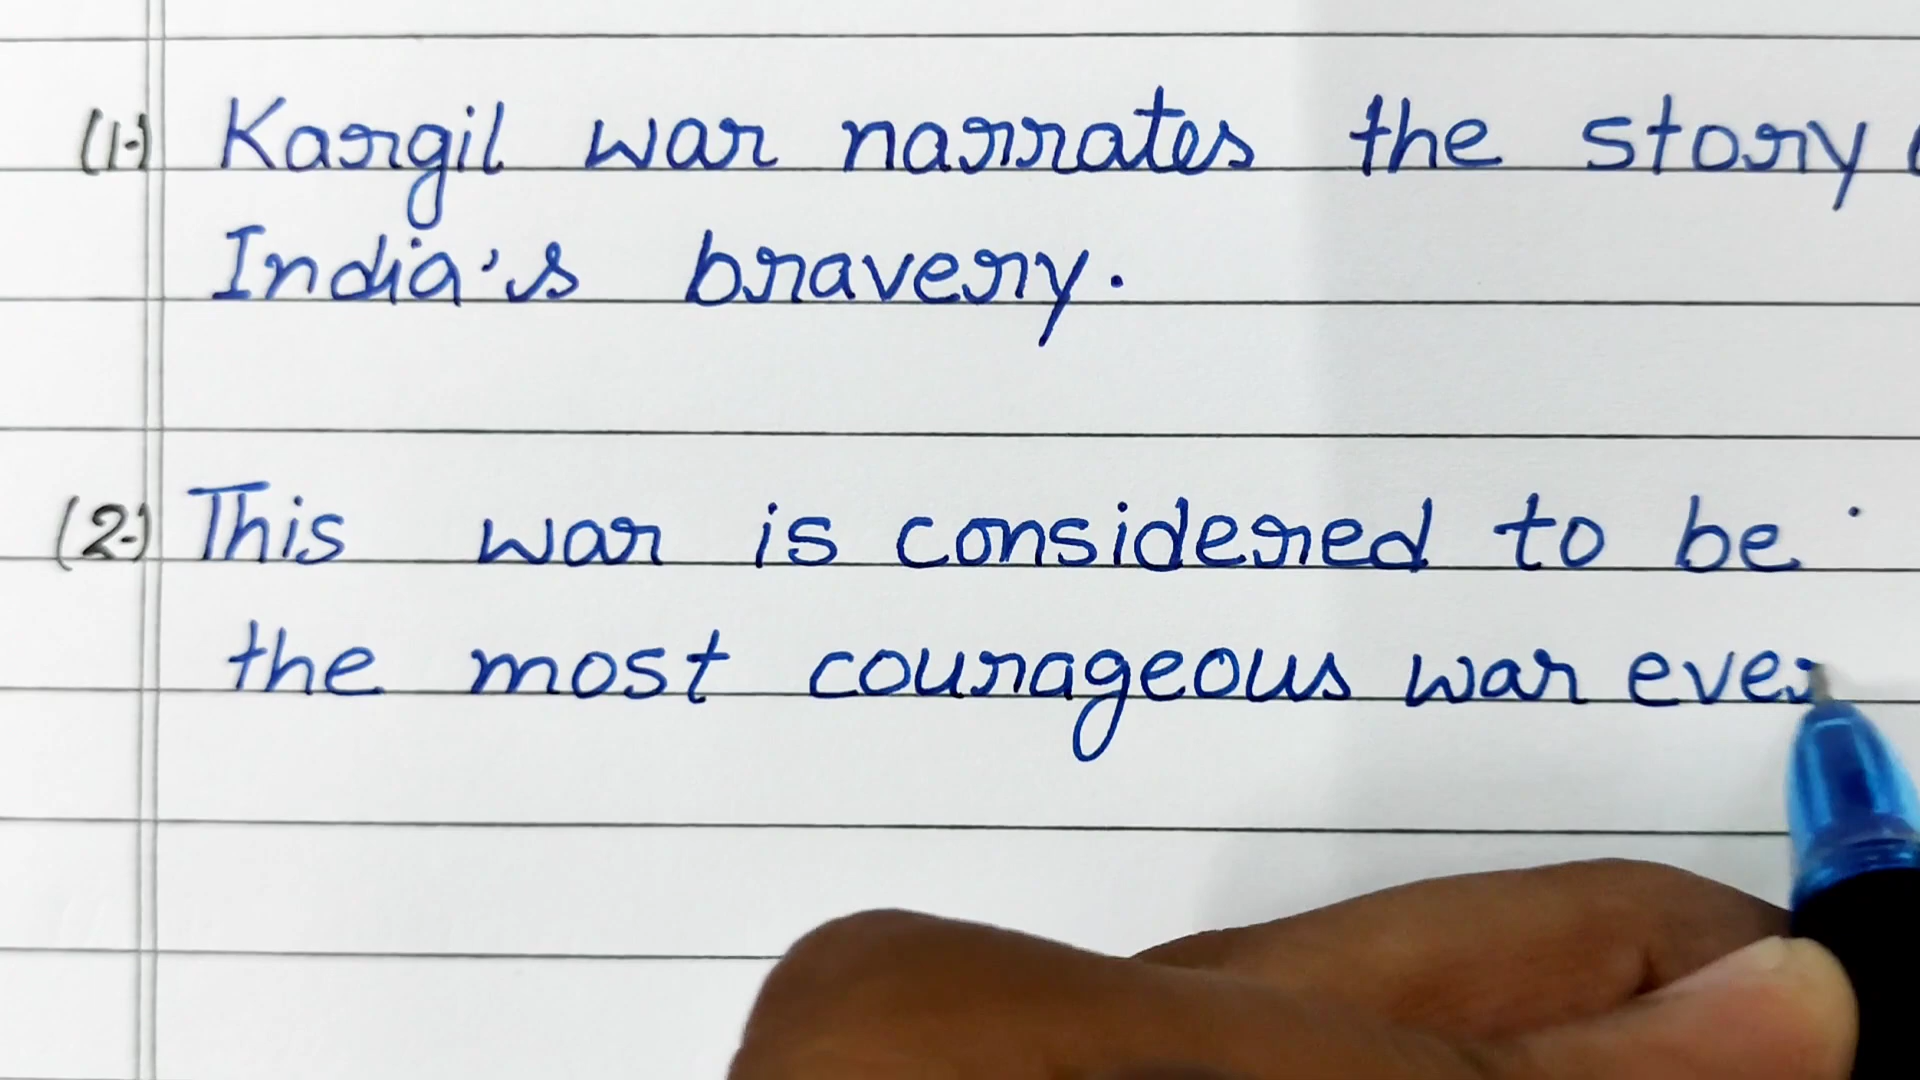 (1.) Kargil war narrates the story
India's bravery.
(2.) This war is considered to be
the most courageous war ever